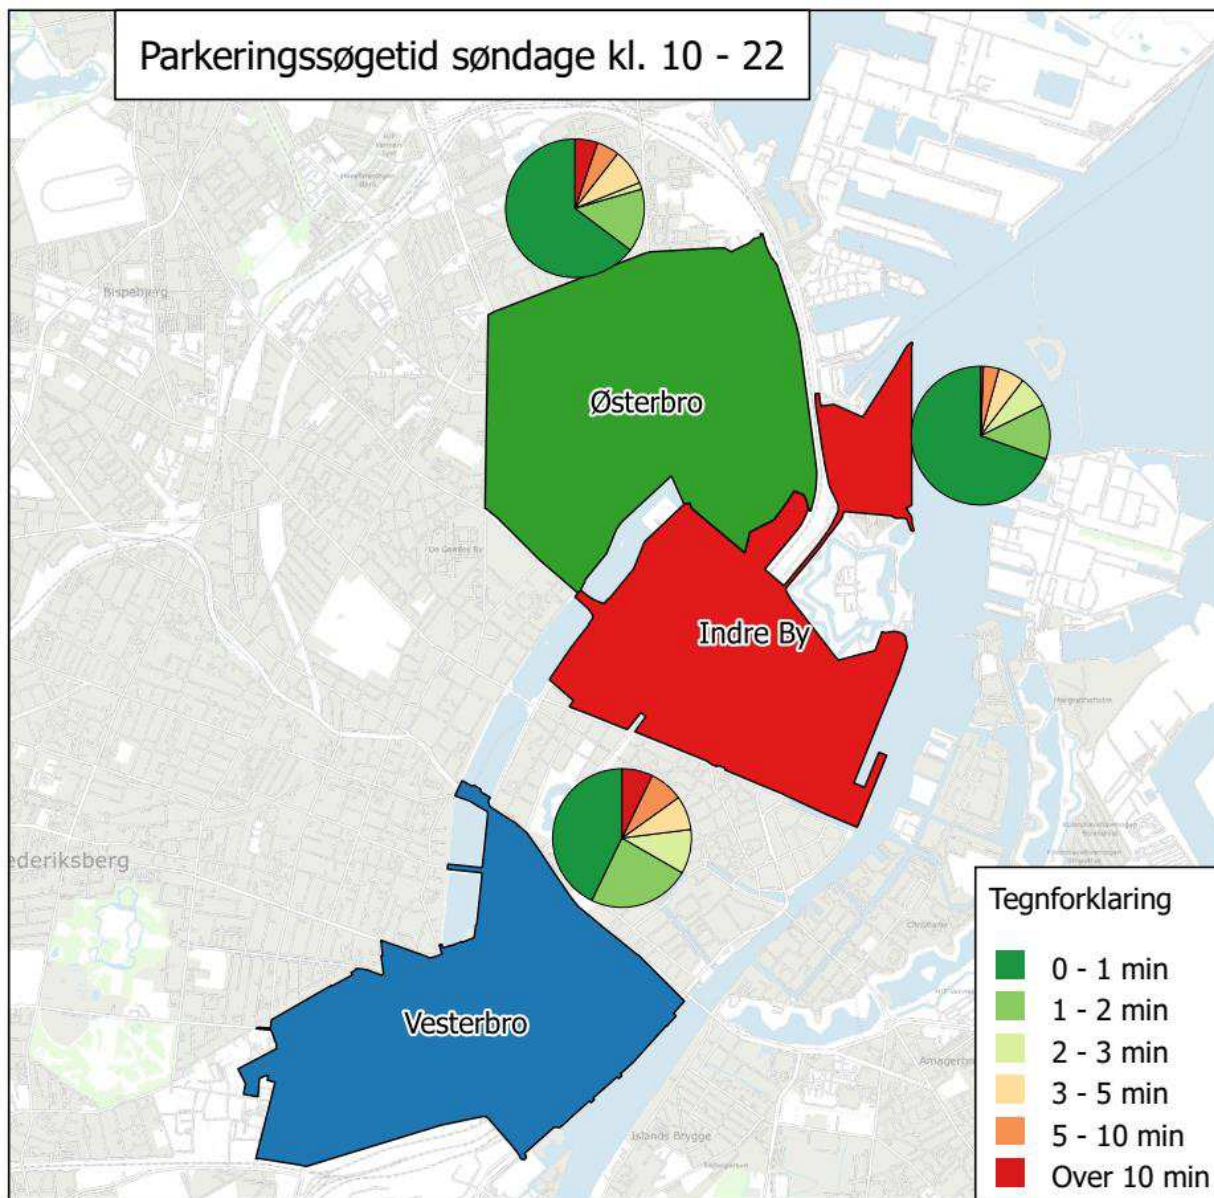 Parkeringssøgetid søndage kl. 10 - 22
Bispebjerg
Østerbro
Indre By
ederiksberg
Vesterbro
Islands Brygge
Tegnforklaring
0 - 1 min
1 - 2 min
2 - 3 min
3 - 5 min
5 - 10 min
Over 10 min